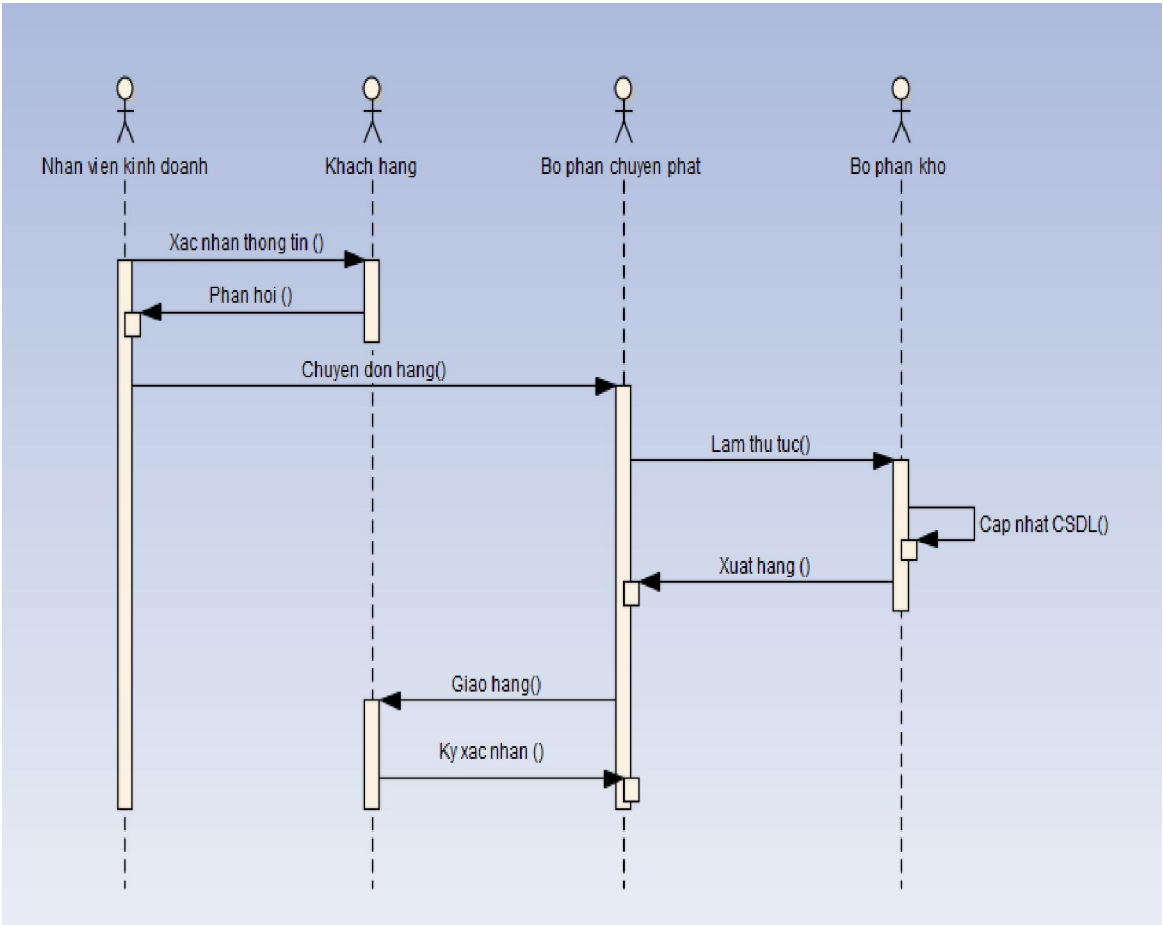 Nhan vien kinh doanh
Khach hang
Bo phan chuyen phat
Bo phan kho
Xac nhan thong tin ()
Phan hoi ()
Chuyen don hang()
Lam thu tuc()
Cap nhat CSDL()
Xuat hang ()
Giao hang()
Ky xac nhan ()